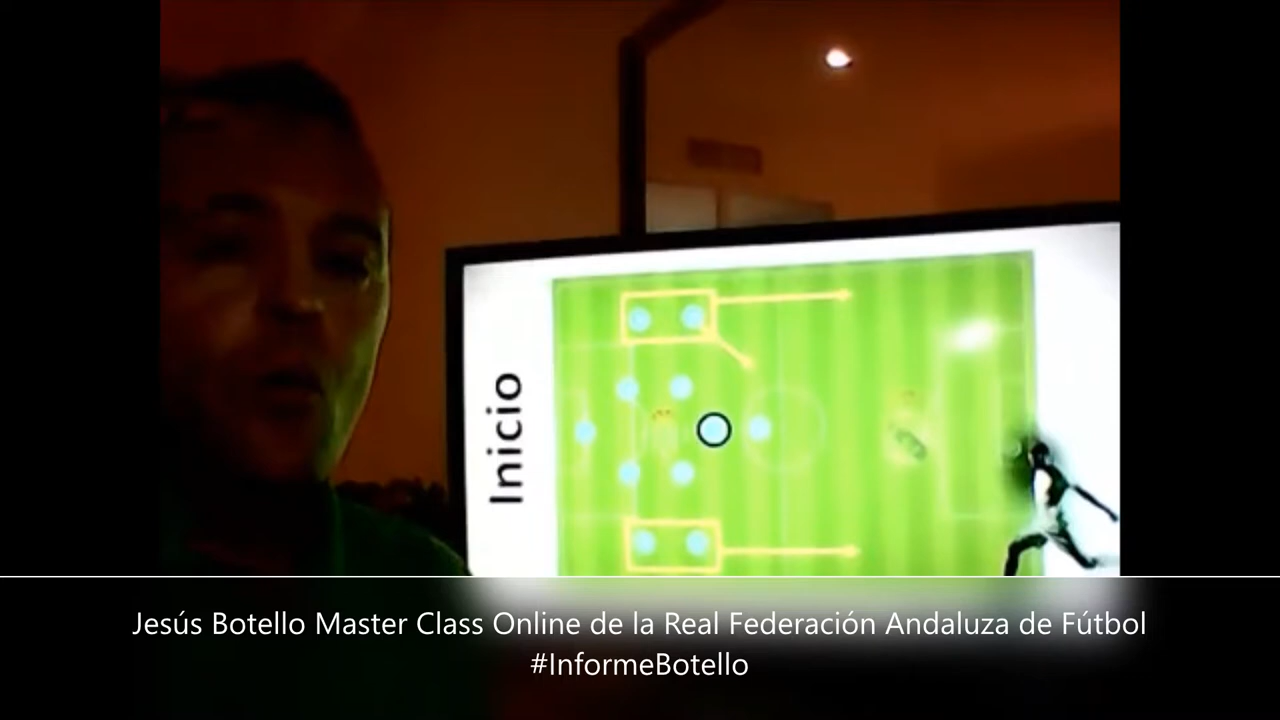 Inicio
Jesús Botello Master Class Online de la Real Federación Andaluza de Fútbol
#InformeBotello